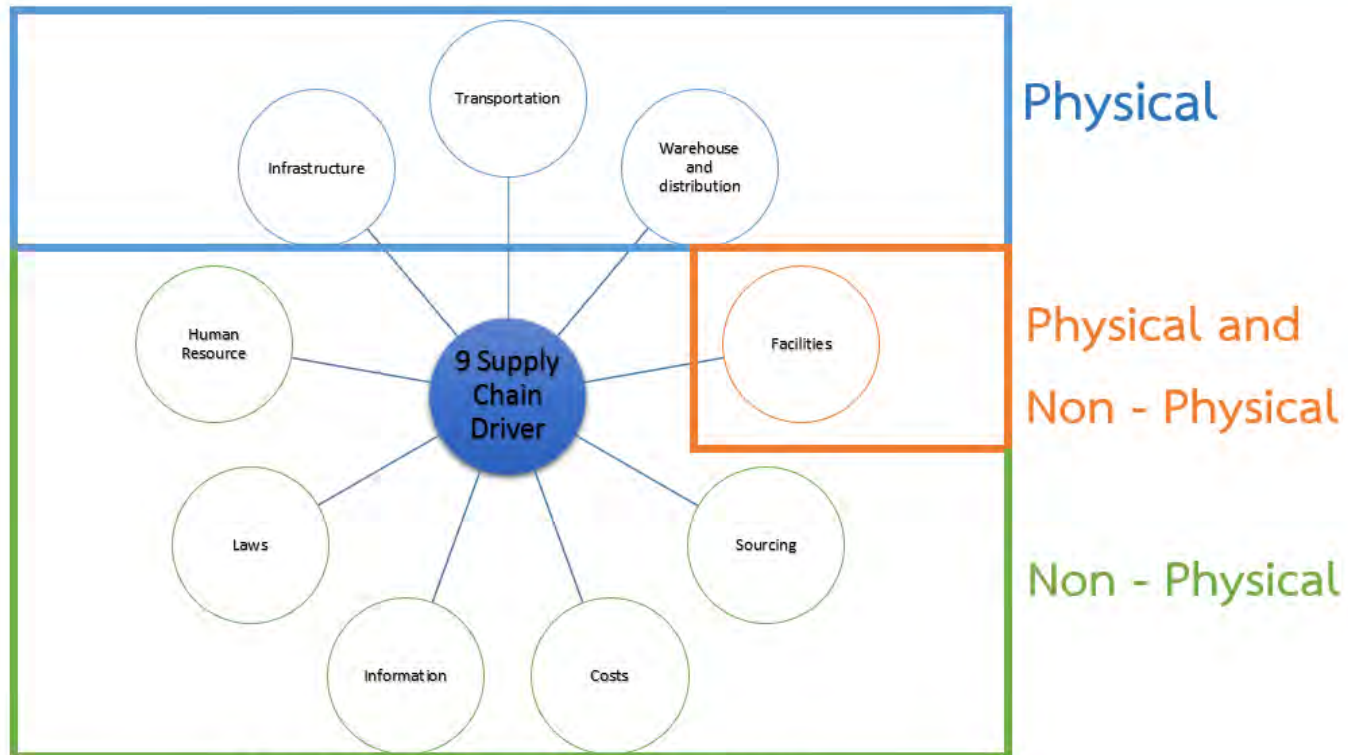 Transportation
Physical
Infrastructure
Warehouse
and
distribution
Human
Resource
9 Supply
Chain
Driver
Facilities
Physical and
Non - Physical
Laws
Sourcing
Non - Physical
Information
Costs